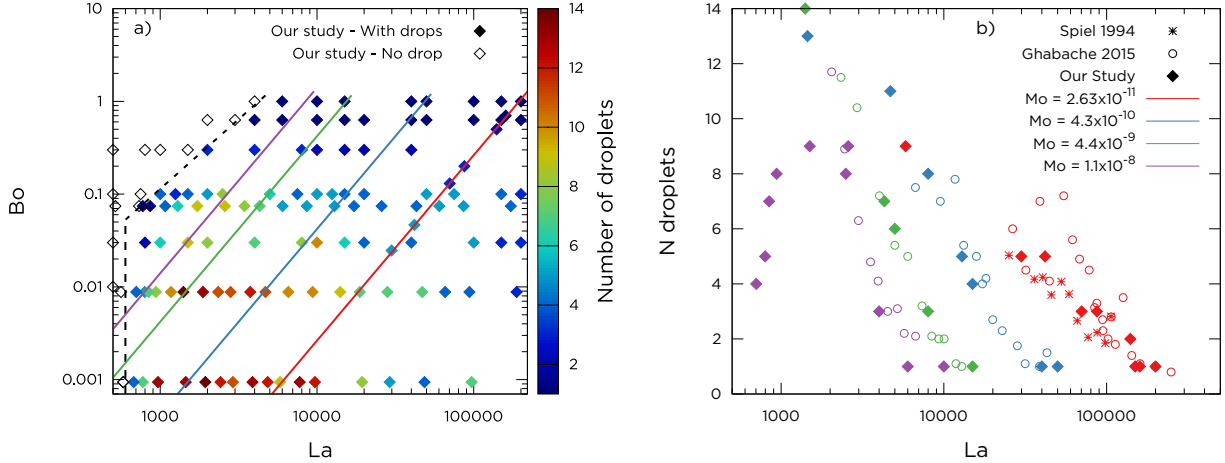 a)
Our study - With drops
Our study - No drop
10
1
0.1
0.01
0.001
Bo
1000
10000
100000
La
14
12
10
8
6
4
2
Number of droplets
b)
Spiel 1994
Ghabache 2015
Our Study
Mo = 2.63x10⁻¹¹
Mo = 4.3x10⁻¹⁰
Mo = 4.4x10⁻⁹
Mo = 1.1x10⁻⁸
14
12
10
8
6
4
2
0
N droplets
1000
10000
100000
La